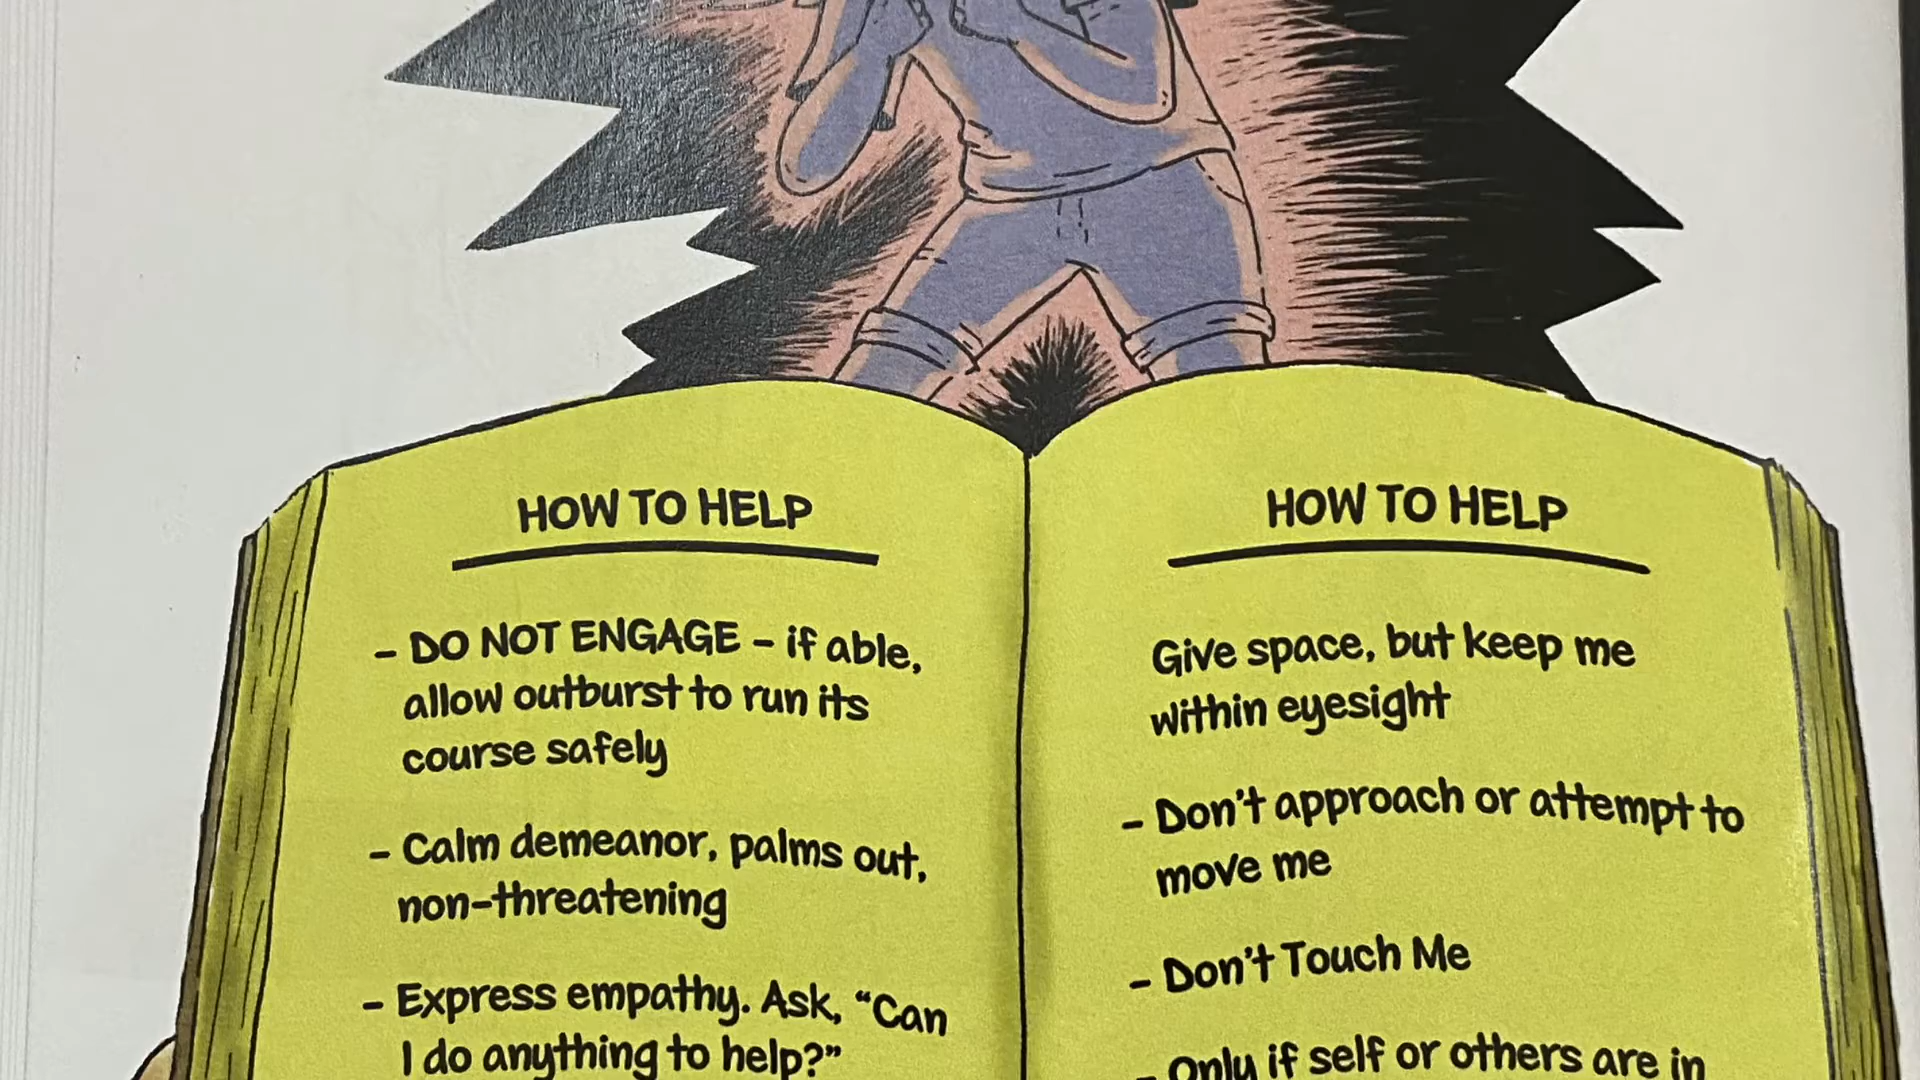 HOW TO HELP
- DO NOT ENGAGE - if able,
allow outburst to run its
course safely
- Calm demeanor, palms out,
non-threatening
- Express empathy. Ask, "Can
I do anything to help?"
HOW TO HELP
Give space, but keep me
within eyesight
- Don't approach or attempt to
move me
- Don't Touch Me
- Only if self or others are in